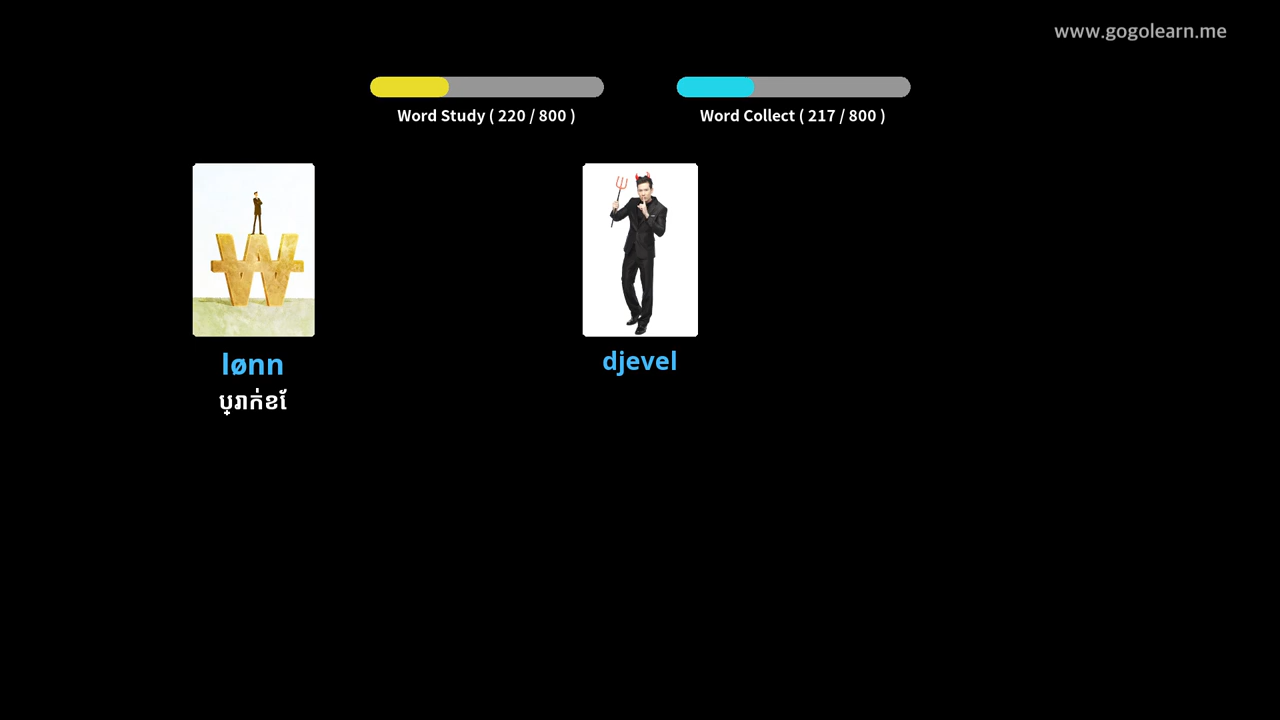 www.gogolearn.me
Word Study ( 220 / 800 )
Word Collect ( 217 / 800 )
lønn
ប្រាក់ខែ
djevel